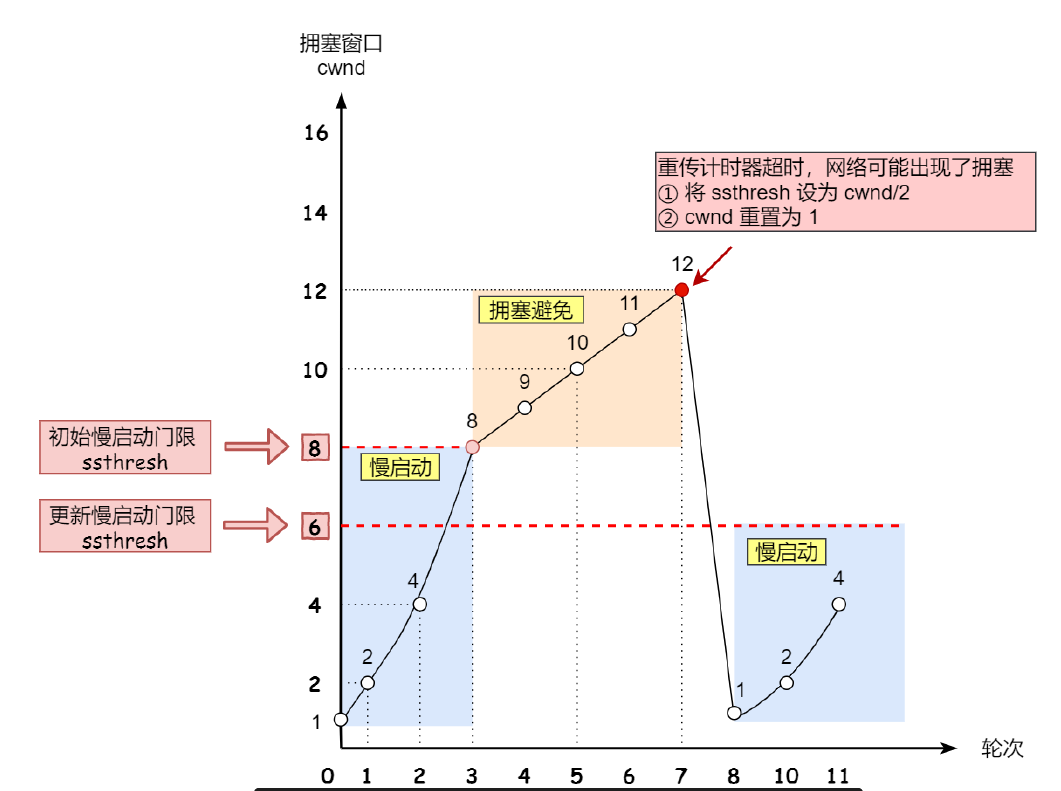 拥塞窗口
cwnd
16
重传计时器超时，网络可能出现了拥塞
① 将 ssthresh 设为 cwnd/2
② cwnd 重置为 1
14
12
12
拥塞避免
11
10
10
9
8
初始慢启动门限
ssthresh
8
慢启动
更新慢启动门限
ssthresh
6
慢启动
4
4
4
2
2
2
1
1
轮次
0 1 2 3 4 5 6 7 8 10 11